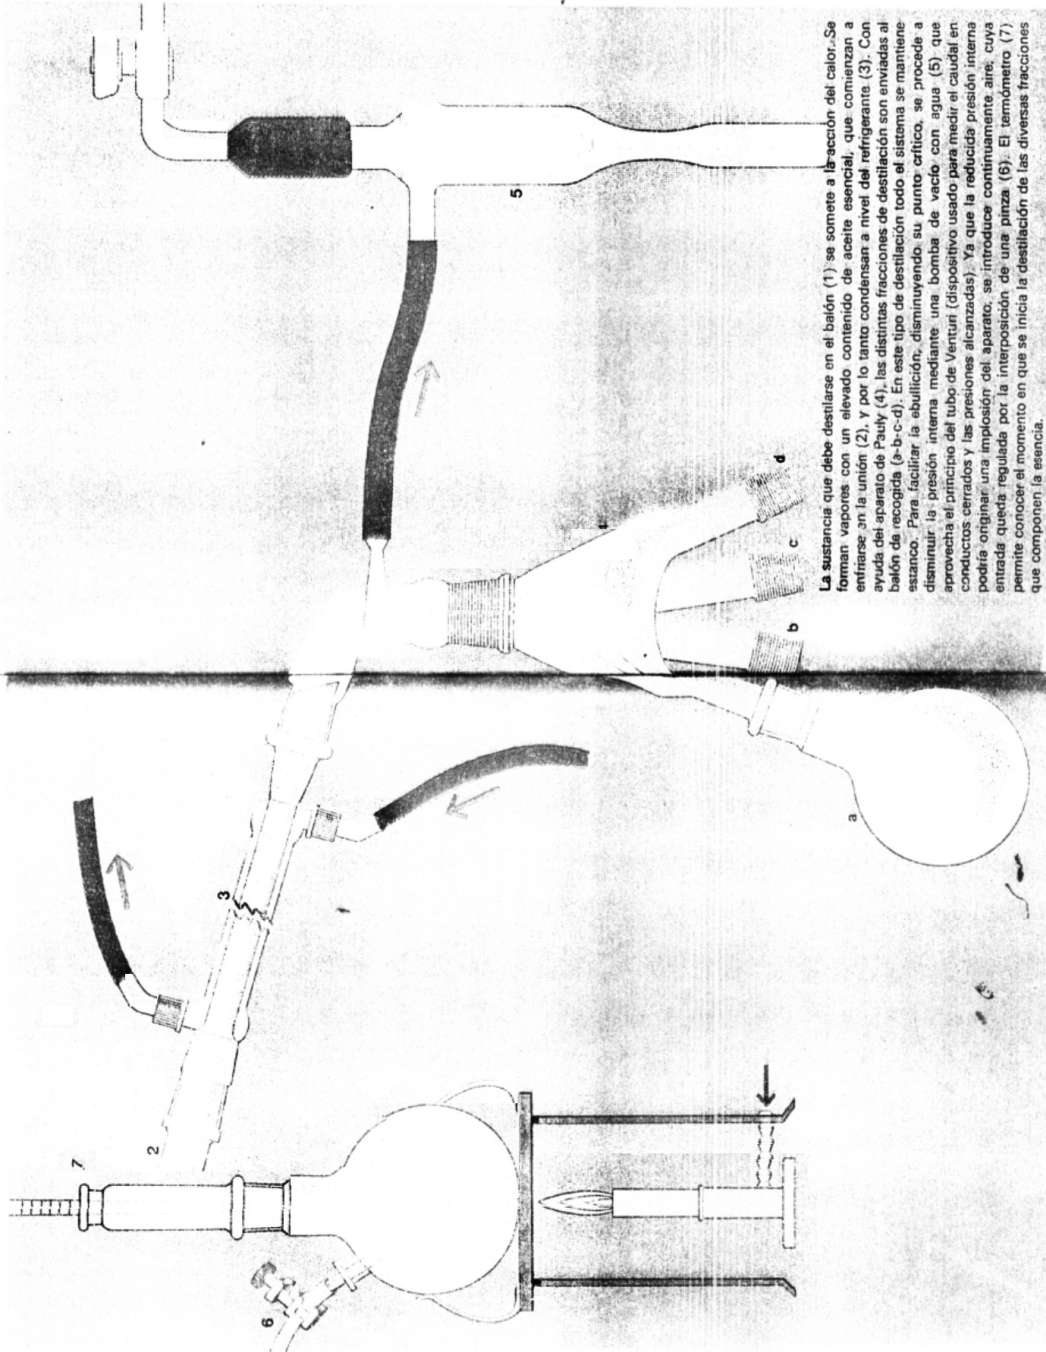 La sustancia que debe destilarse en el balón (1) se somete a la acción del calor. Se
forman vapores con un elevado contenido de aceite esencial, que comienzan a
enfriarse en la unión (2), y por lo tanto condensan a nivel del refrigerante (3). Con
ayuda del aparato de Pauly (4), las distintas fracciones de destilación son enviadas al
balón de recogida (a-b-c-d). En este tipo de destilación todo el sistema se mantiene
estanco. Para facilitar la ebullición, disminuyendo su punto crítico, se procede a
disminuir la presión interna mediante una bomba de vacío con agua (5) que
aprovecha el principio del tubo de Venturi (dispositivo usado para medir el caudal en
conductos cerrados y las presiones alcanzadas). Ya que la reducida presión interna
podría originar una implosión del aparato, se introduce continuamente aire, cuya
entrada queda regulada por la interposición de una pinza (6). El termómetro (7)
permite conocer el momento en que se inicia la destilación de las diversas fracciones
que componen la esencia.
7
2
6
3
5
a
b
c
d